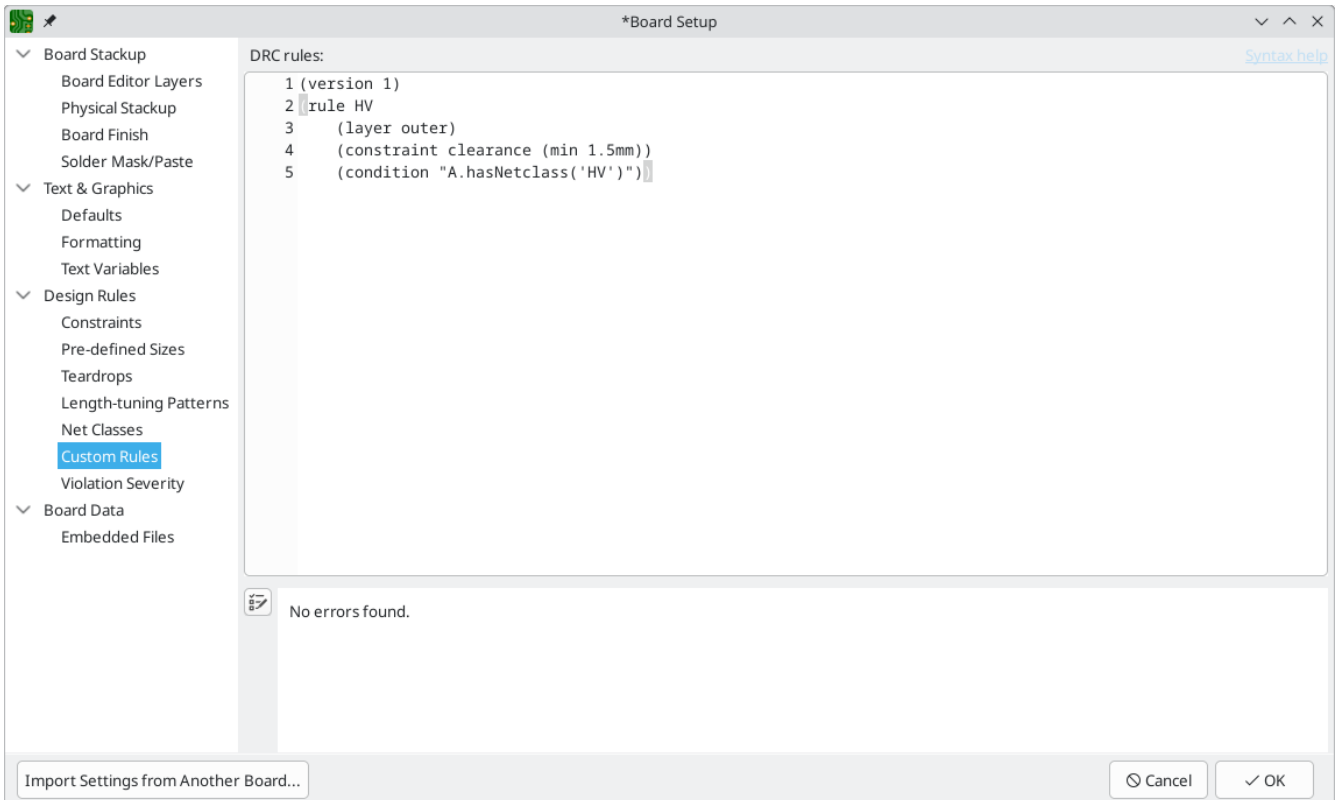 *Board Setup
Board Stackup
Board Editor Layers
Physical Stackup
Board Finish
Solder Mask/Paste
Text & Graphics
Defaults
Formatting
Text Variables
Design Rules
Constraints
Pre-defined Sizes
Teardrops
Length-tuning Patterns
Net Classes
Custom Rules
Violation Severity
Board Data
Embedded Files
DRC rules:
Syntax help
1 (version 1)
2 (rule HV
3     (layer outer)
4     (constraint clearance (min 1.5mm))
5     (condition "A.hasNetclass('HV')"))
No errors found.
Import Settings from Another Board...
Cancel
OK